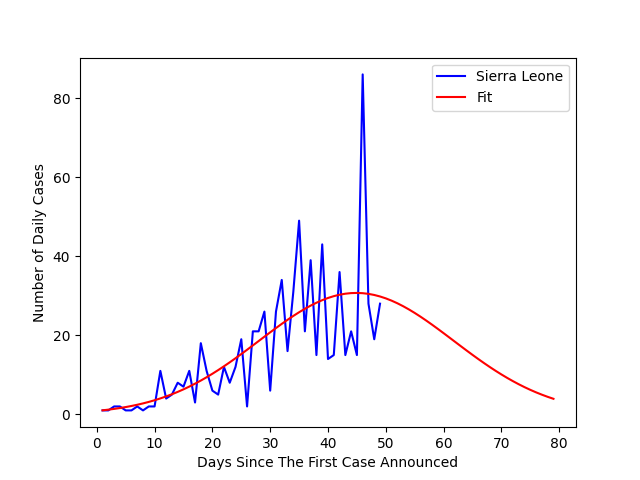 Sierra Leone
Fit
Number of Daily Cases
80
60
40
20
0
0 10 20 30 40 50 60 70 80
Days Since The First Case Announced